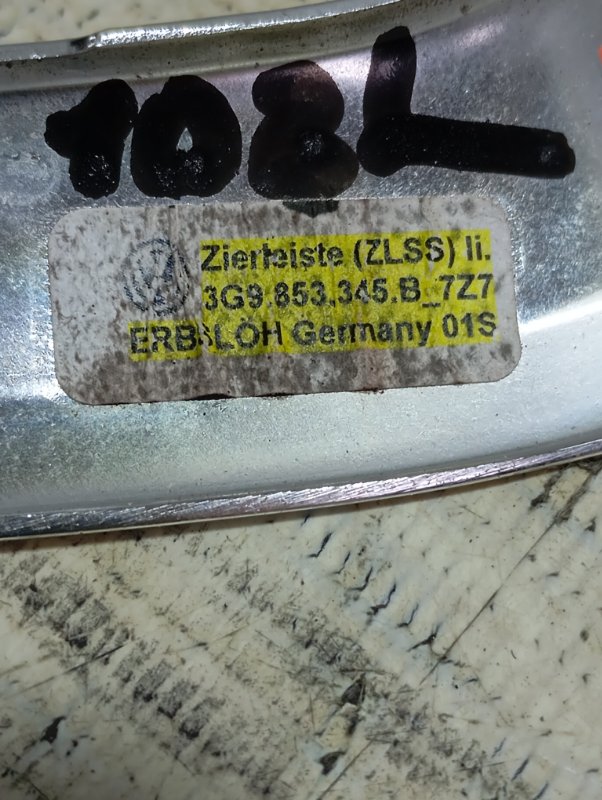 108L
Zierleiste (ZLSS) li.
3G9.853.345.B_7Z7
ERBSLÖH Germany 01S